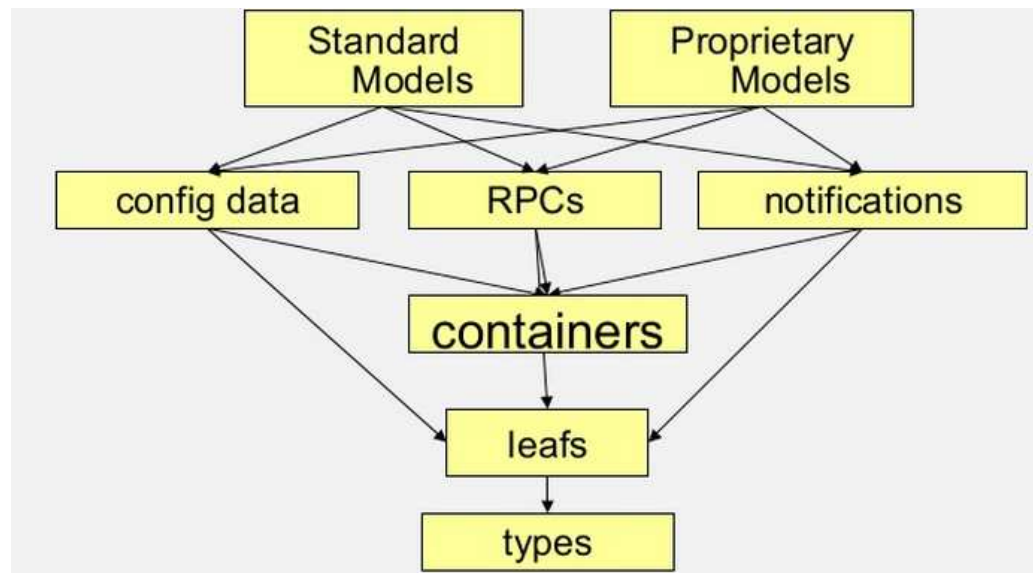 Standard
Models
Proprietary
Models
config data
RPCs
notifications
containers
leafs
types